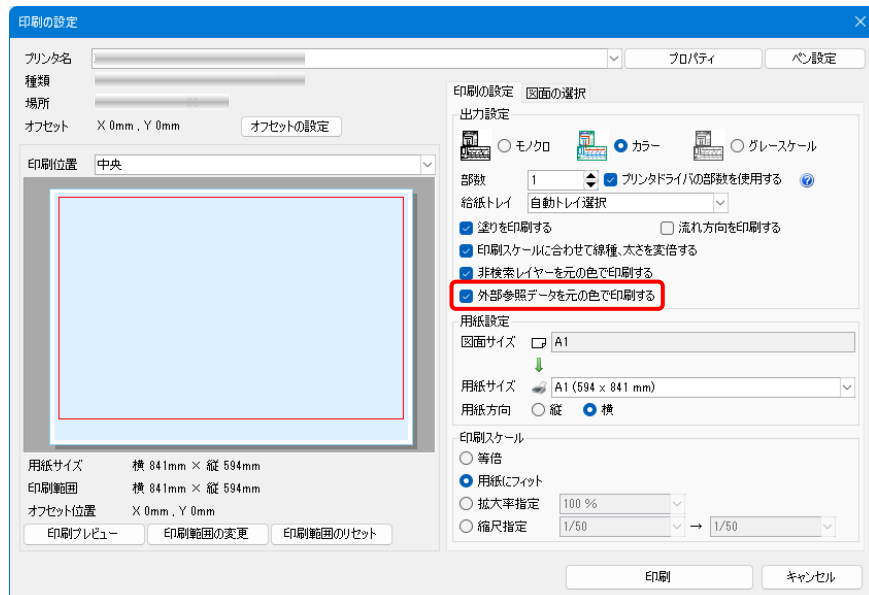 印刷の設定
プリンタ名
プロパティ
ペン設定
種類
場所
オフセット X 0mm , Y 0mm オフセットの設定
印刷位置 中央
用紙サイズ 横 841mm × 縦 594mm
印刷範囲 横 841mm × 縦 594mm
オフセット位置 X 0mm , Y 0mm
印刷プレビュー 印刷範囲の変更 印刷範囲のリセット
印刷の設定 図面の選択
出力設定
モノクロ カラー グレースケール
部数 1 プリンタドライバの部数を使用する
給紙トレイ 自動トレイ選択
塗りを印刷する 流れ方向を印刷する
印刷スケールに合わせて線種、太さを変倍する
非検索レイヤーを元の色で印刷する
外部参照データを元の色で印刷する
用紙設定
図面サイズ A1
用紙サイズ A1 (594 x 841 mm)
用紙方向 縦 横
印刷スケール
等倍
用紙にフィット
拡大率指定 100 %
縮尺指定 1/50 → 1/50
印刷 キャンセル